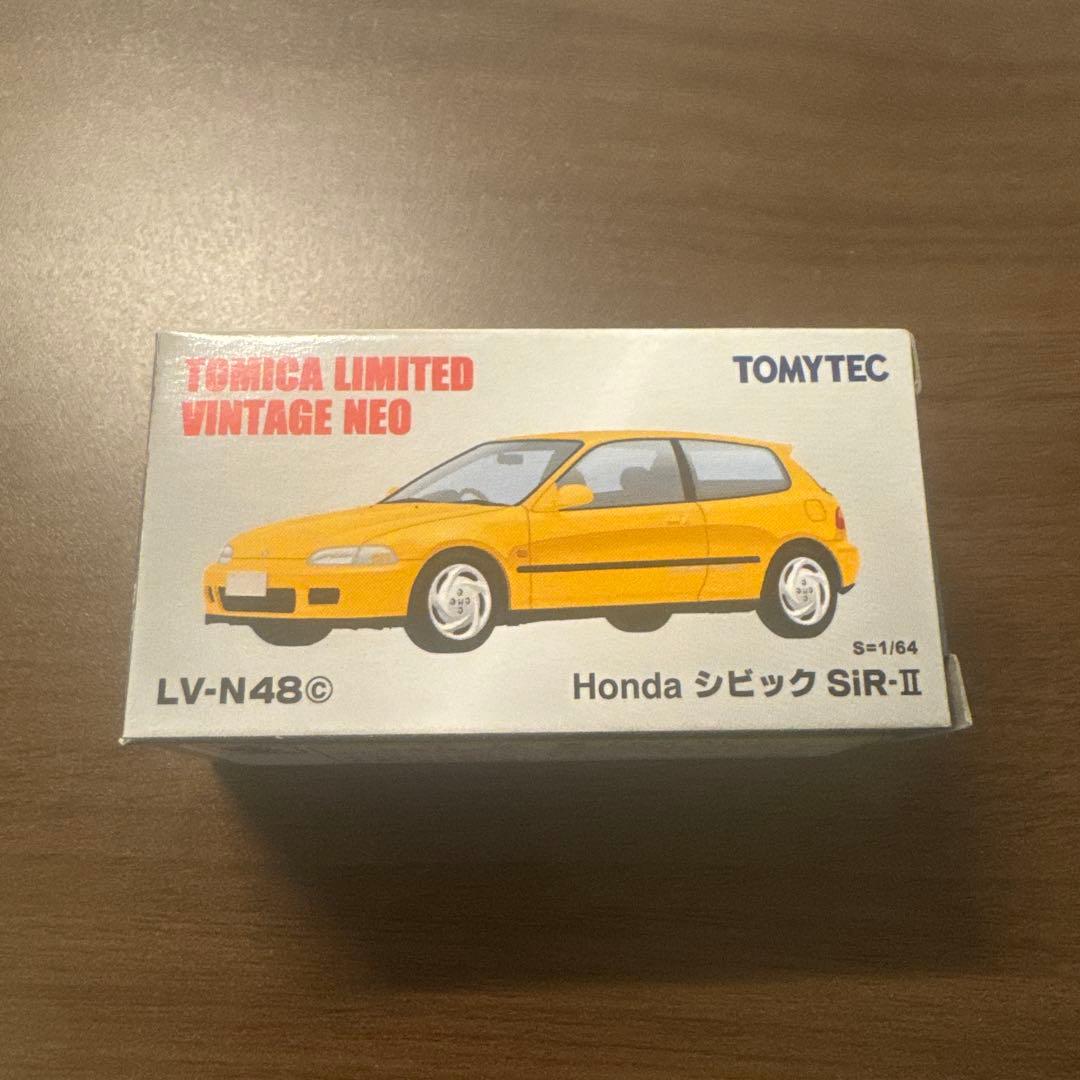 TOMICA LIMITED
VINTAGE NEO
TOMYTEC
S=1/64
LV-N48©
Honda シビック SiR-II